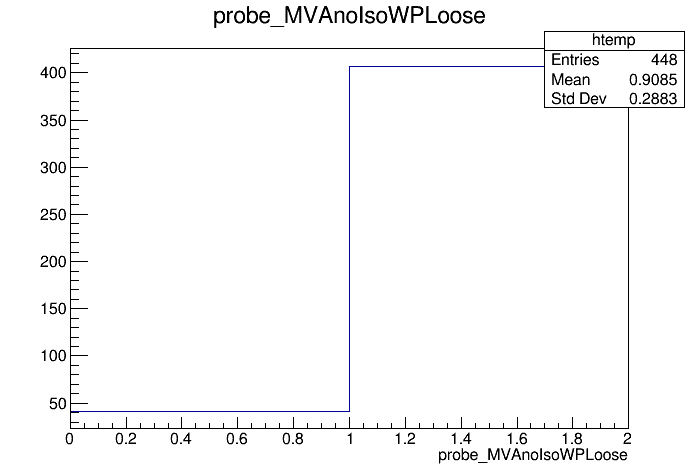 probe_MVAnoIsoWPLoose
htemp
Entries 448
Mean 0.9085
Std Dev 0.2883
400
350
300
250
200
150
100
50
0 0.2 0.4 0.6 0.8 1 1.2 1.4 1.6 1.8 2
probe_MVAnoIsoWPLoose